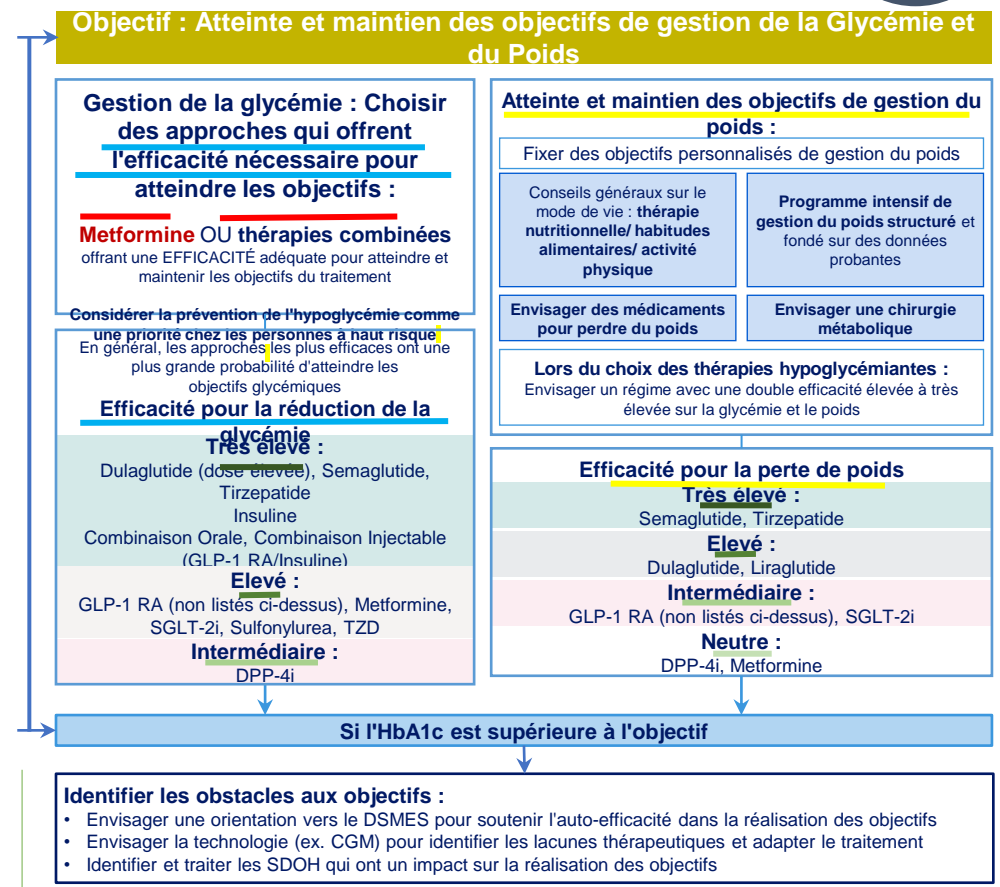 Objectif : Atteinte et maintien des objectifs de gestion de la Glycémie et
du Poids
Gestion de la glycémie : Choisir
des approches qui offrent
l'efficacité nécessaire pour
atteindre les objectifs :
Metformine OU thérapies combinées
offrant une EFFICACITÉ adéquate pour atteindre et
maintenir les objectifs du traitement
Considérer la prévention de l'hypoglycémie comme
une priorité chez les personnes à haut risque
En général, les approches les plus efficaces ont une
plus grande probabilité d'atteindre les
objectifs glycémiques
Efficacité pour la réduction de la
glycémie
Très élevé :
Dulaglutide (dose élevée), Semaglutide,
Tirzepatide
Insuline
Combinaison Orale, Combinaison Injectable
(GLP-1 RA/Insuline)
Elevé :
GLP-1 RA (non listés ci-dessus), Metformine,
SGLT-2i, Sulfonylurea, TZD
Intermédiaire :
DPP-4i
Atteinte et maintien des objectifs de gestion du
poids :
Fixer des objectifs personnalisés de gestion du poids
Conseils généraux sur le
mode de vie : thérapie
nutritionnelle/ habitudes
alimentaires/ activité
physique
Programme intensif de
gestion du poids structuré et
fondé sur des données
probantes
Envisager des médicaments
pour perdre du poids
Envisager une chirurgie
métabolique
Lors du choix des thérapies hypoglycémiantes :
Envisager un régime avec une double efficacité élevée à très
élevée sur la glycémie et le poids
Efficacité pour la perte de poids
Très élevé :
Semaglutide, Tirzepatide
Elevé :
Dulaglutide, Liraglutide
Intermédiaire :
GLP-1 RA (non listés ci-dessus), SGLT-2i
Neutre :
DPP-4i, Metformine
Si l'HbA1c est supérieure à l'objectif
Identifier les obstacles aux objectifs :
• Envisager une orientation vers le DSMES pour soutenir l'auto-efficacité dans la réalisation des objectifs
• Envisager la technologie (ex. CGM) pour identifier les lacunes thérapeutiques et adapter le traitement
• Identifier et traiter les SDOH qui ont un impact sur la réalisation des objectifs